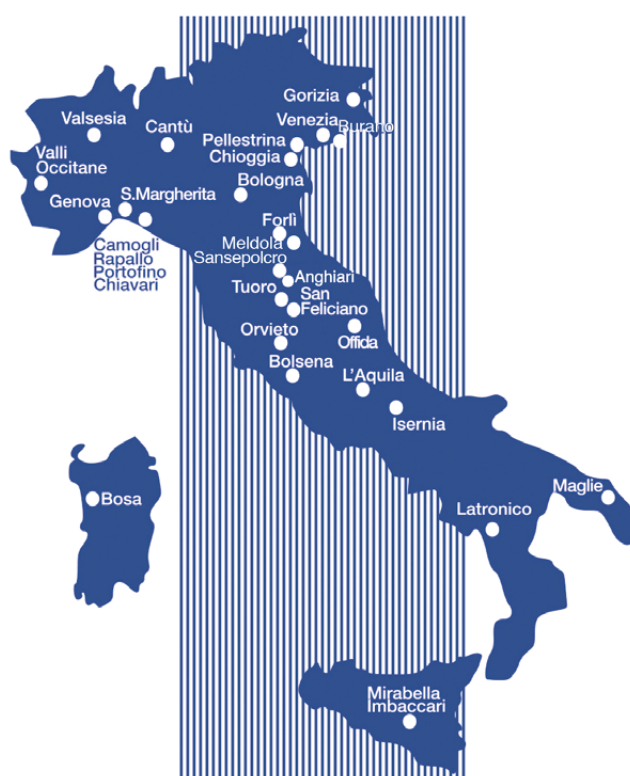 Gorizia
Valsesia
Venezia
Burano
Cantù
Pellestrina
Chioggia
Valli
Occitane
Bologna
S.Margherita
Genova
Forlì
Camogli
Rapallo
Portofino
Chiavari
Meldola
Sansepolcro
Anghiari
Tuoro
San
Feliciano
Orvieto
Offida
Bolsena
L'Aquila
Isernia
Bosa
Maglie
Latronico
Mirabella
Imbaccari